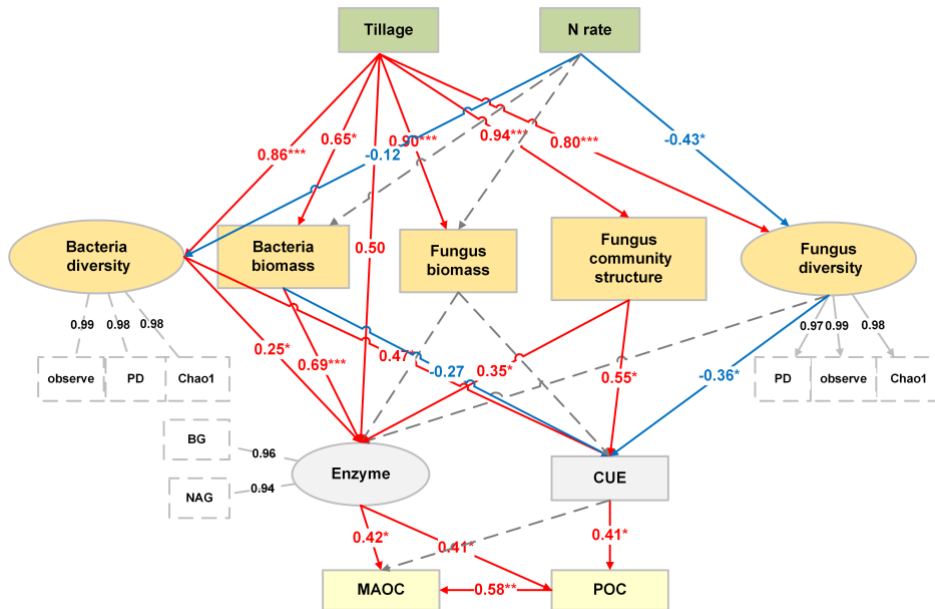 Tillage
N rate
0.86***
0.65*
-0.12
0.90***
0.94***
0.80***
-0.43*
Bacteria
diversity
Bacteria
biomass
0.50
Fungus
biomass
Fungus
community
structure
Fungus
diversity
0.99
0.98
0.98
0.97
0.99
0.98
observe
PD
Chao1
0.25*
0.69***
0.47*
-0.27
0.35*
0.55*
-0.36*
PD
observe
Chao1
BG
0.96
NAG
0.94
Enzyme
CUE
0.42*
0.41*
0.41*
MAOC
0.58**
POC